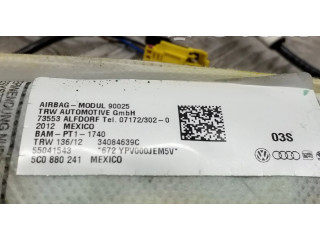 AIRBAG-MODUL 90025
TRW AUTOMOTIVE GmbH
73553 ALFDORF Tel. 07172/302-0
2012 MEXICO
BAM-PT1-1740
TRW 136/12 34084639C
55041543 *672.YPV000JEM5V*
5C0 880 241 MEXICO
03S